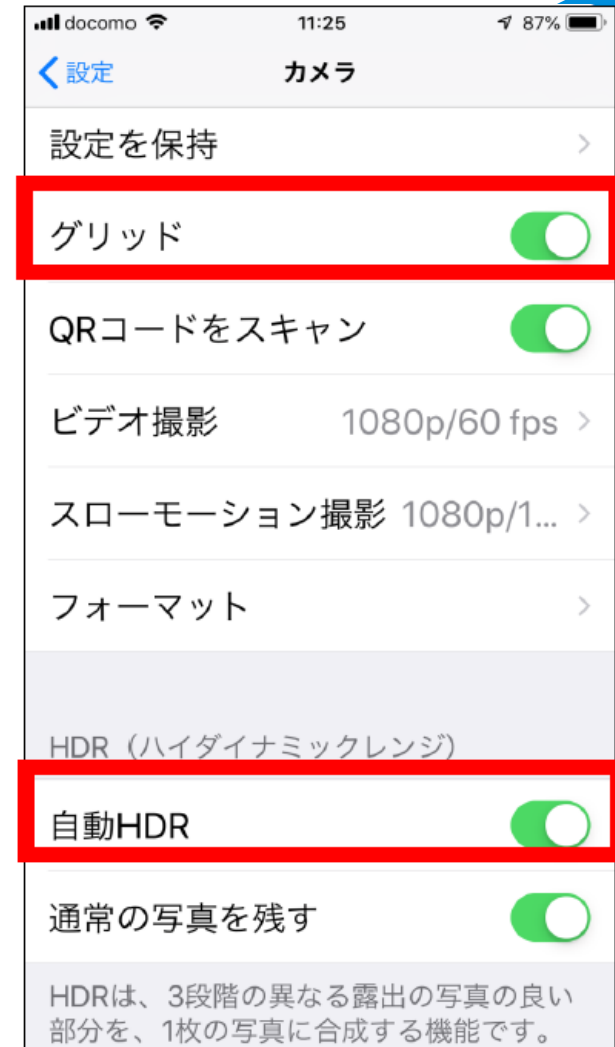 docomo 11:25 87%
設定 カメラ
設定を保持
グリッド
QRコードをスキャン
ビデオ撮影 1080p/60 fps
スローモーション撮影 1080p/1...
フォーマット
HDR（ハイダイナミックレンジ）
自動HDR
通常の写真を残す
HDRは、3段階の異なる露出の写真の良い
部分を、1枚の写真に合成する機能です。